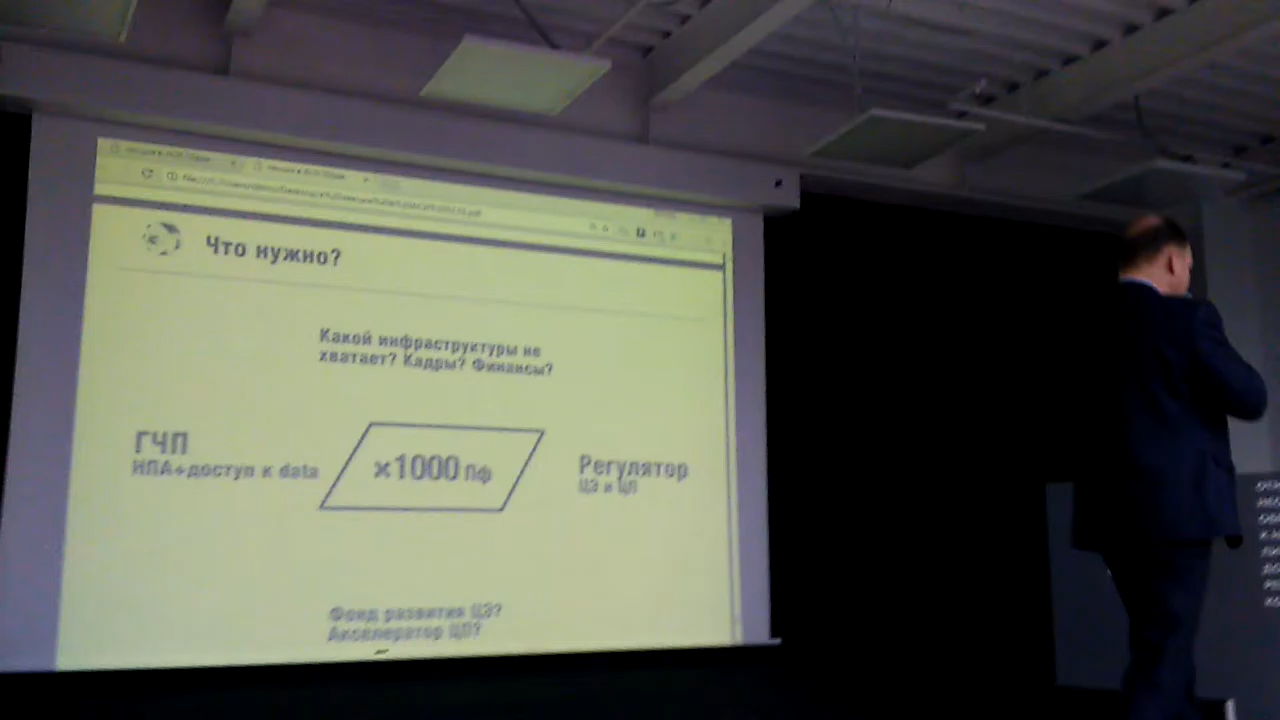 Что нужно?
Какой инфраструктуры не
хватает? Кадры? Финансы?
ГЧП
НПА+доступ к data
x1000 Пф
Регулятор
ЦЭ и ЦП
Фонд развития ЦЭ?
Акселератор ЦП?